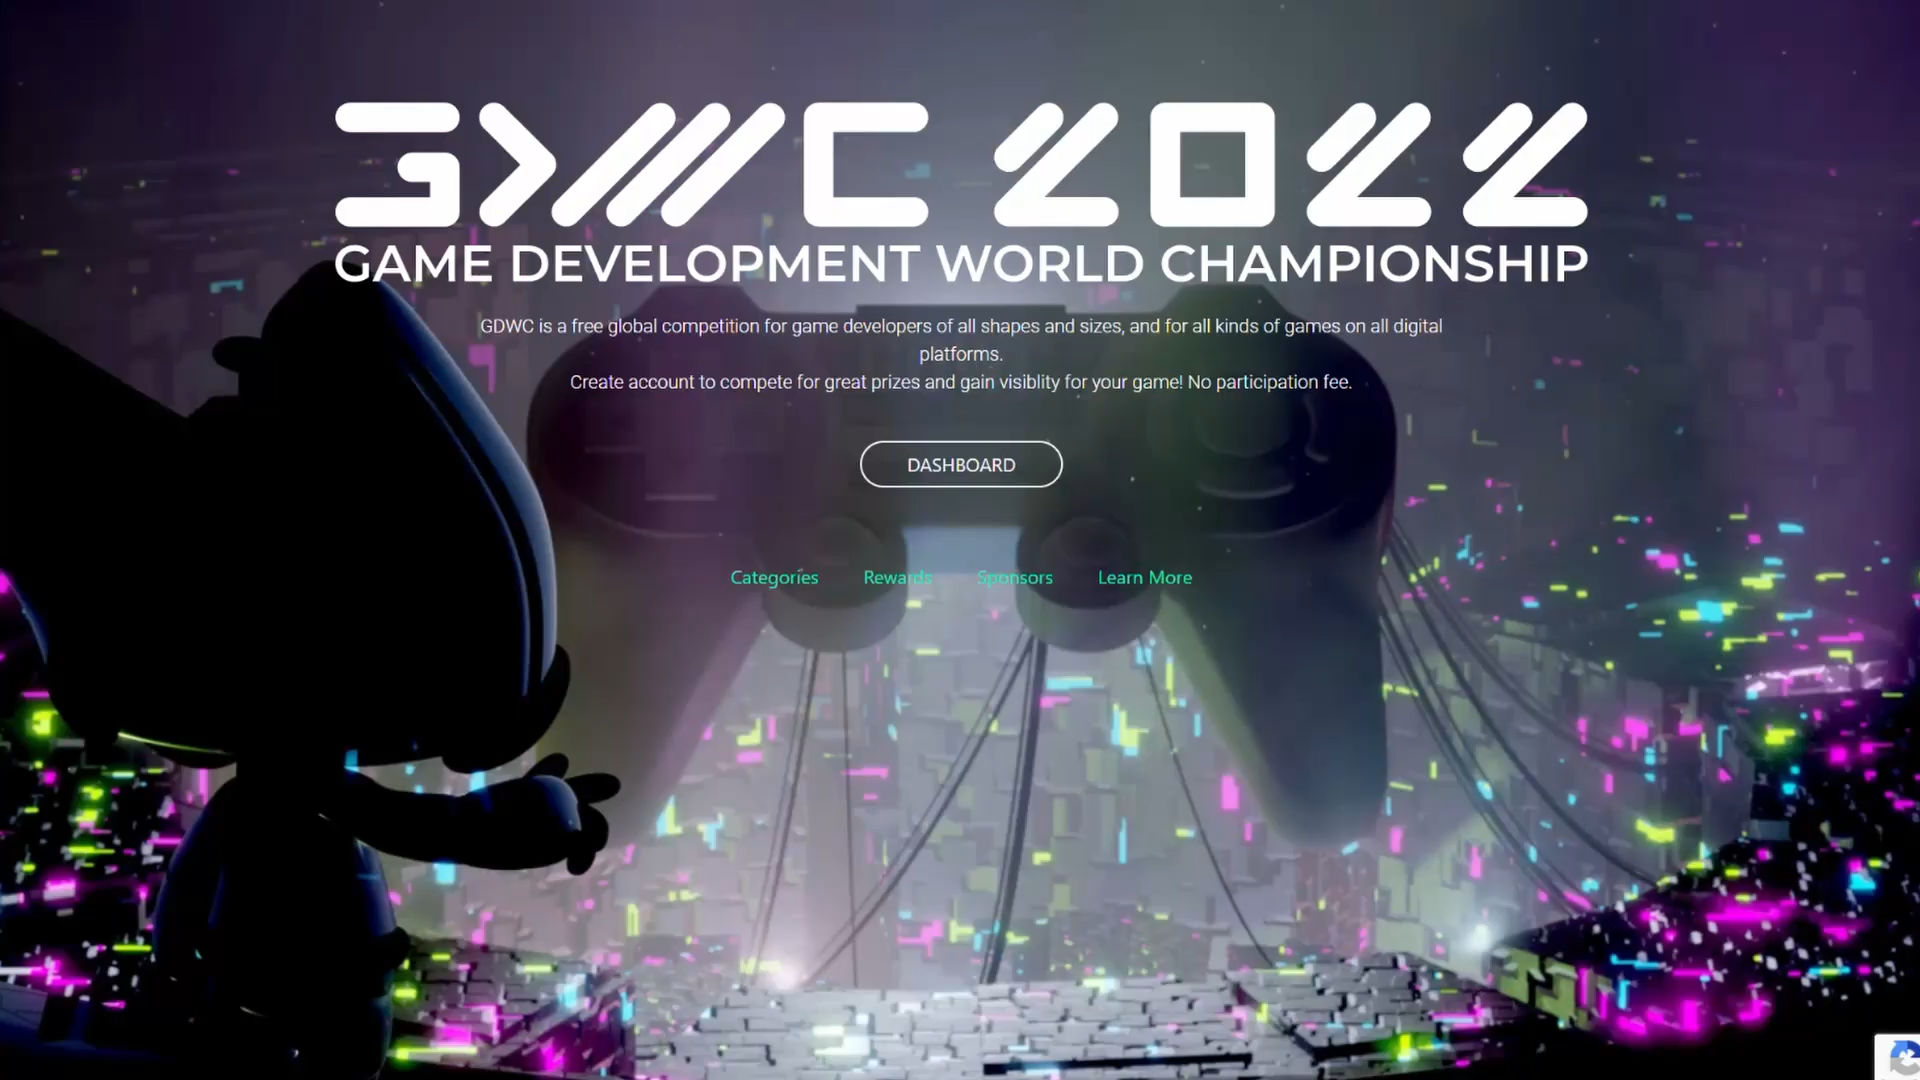 GDWC 2022
GAME DEVELOPMENT WORLD CHAMPIONSHIP
GDWC is a free global competition for game developers of all shapes and sizes, and for all kinds of games on all digital
platforms.
Create account to compete for great prizes and gain visiblity for your game! No participation fee.
DASHBOARD
Categories Rewards Sponsors Learn More